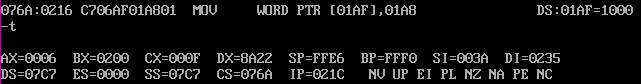 076A:0216 C706AF01A801 MOV WORD PTR [01AF],01A8 DS:01AF=1000
-t
AX=0006 BX=0200 CX=000F DX=8A22 SP=FFE6 BP=FFF0 SI=003A DI=0235
DS=07C7 ES=0000 SS=07C7 CS=076A IP=021C NV UP EI PL NZ NA PE NC